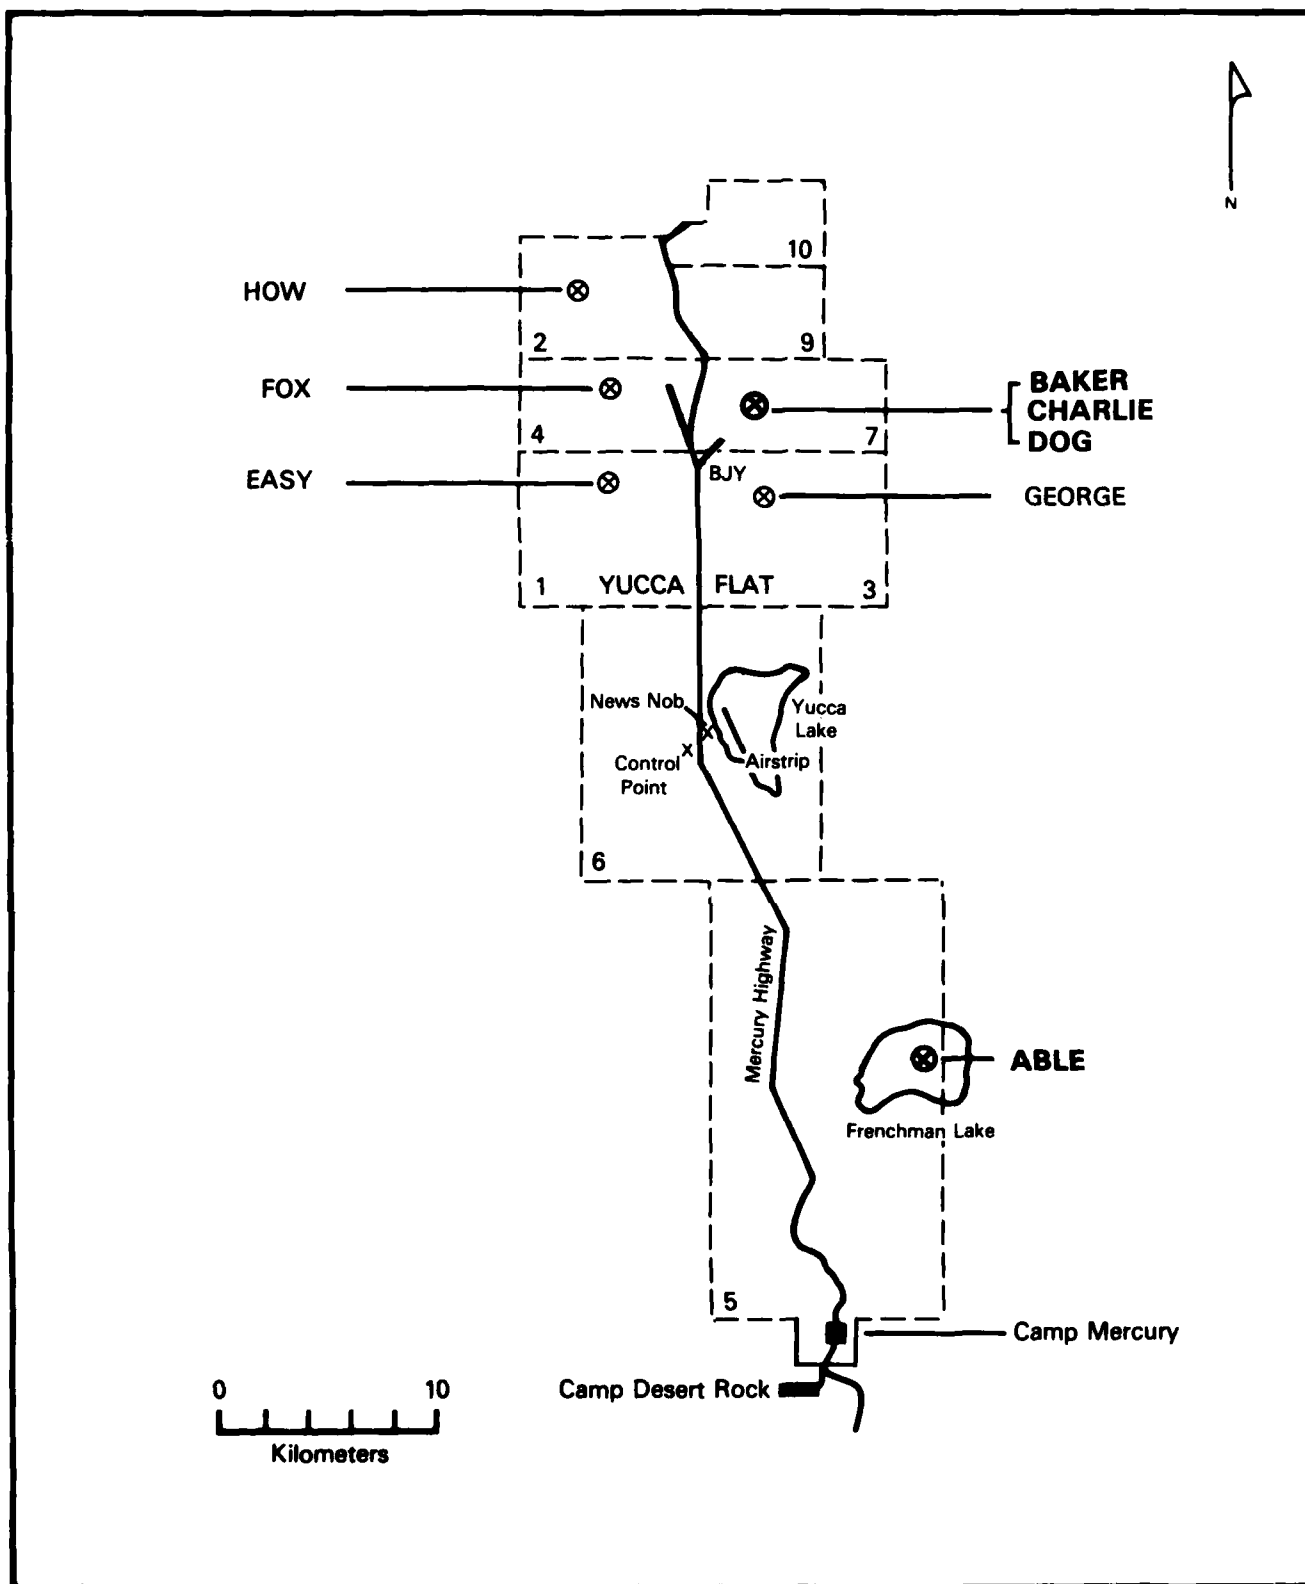 N
10
HOW
2
9
FOX
BAKER
CHARLIE
DOG
4
7
EASY
BJY
GEORGE
1
YUCCA FLAT
3
News Nob
Yucca
Lake
Control
Point
Airstrip
6
Mercury Highway
ABLE
Frenchman Lake
5
Camp Mercury
Camp Desert Rock
0 10
Kilometers